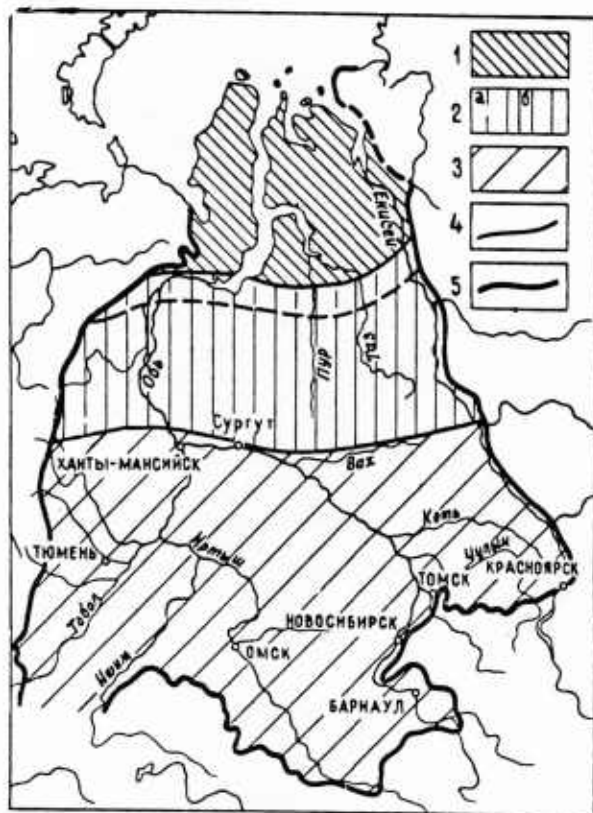 1
а б
2
3
4
5
Енисей
Обь
Пур
Таз
Сургут
ХАНТЫ-МАНСИЙСК
Вах
Кеть
Иртыш
Чулым
ТЮМЕНЬ
КРАСНОЯРСК
ТОМСК
Тобол
НОВОСИБИРСК
ОМСК
Ишим
БАРНАУЛ